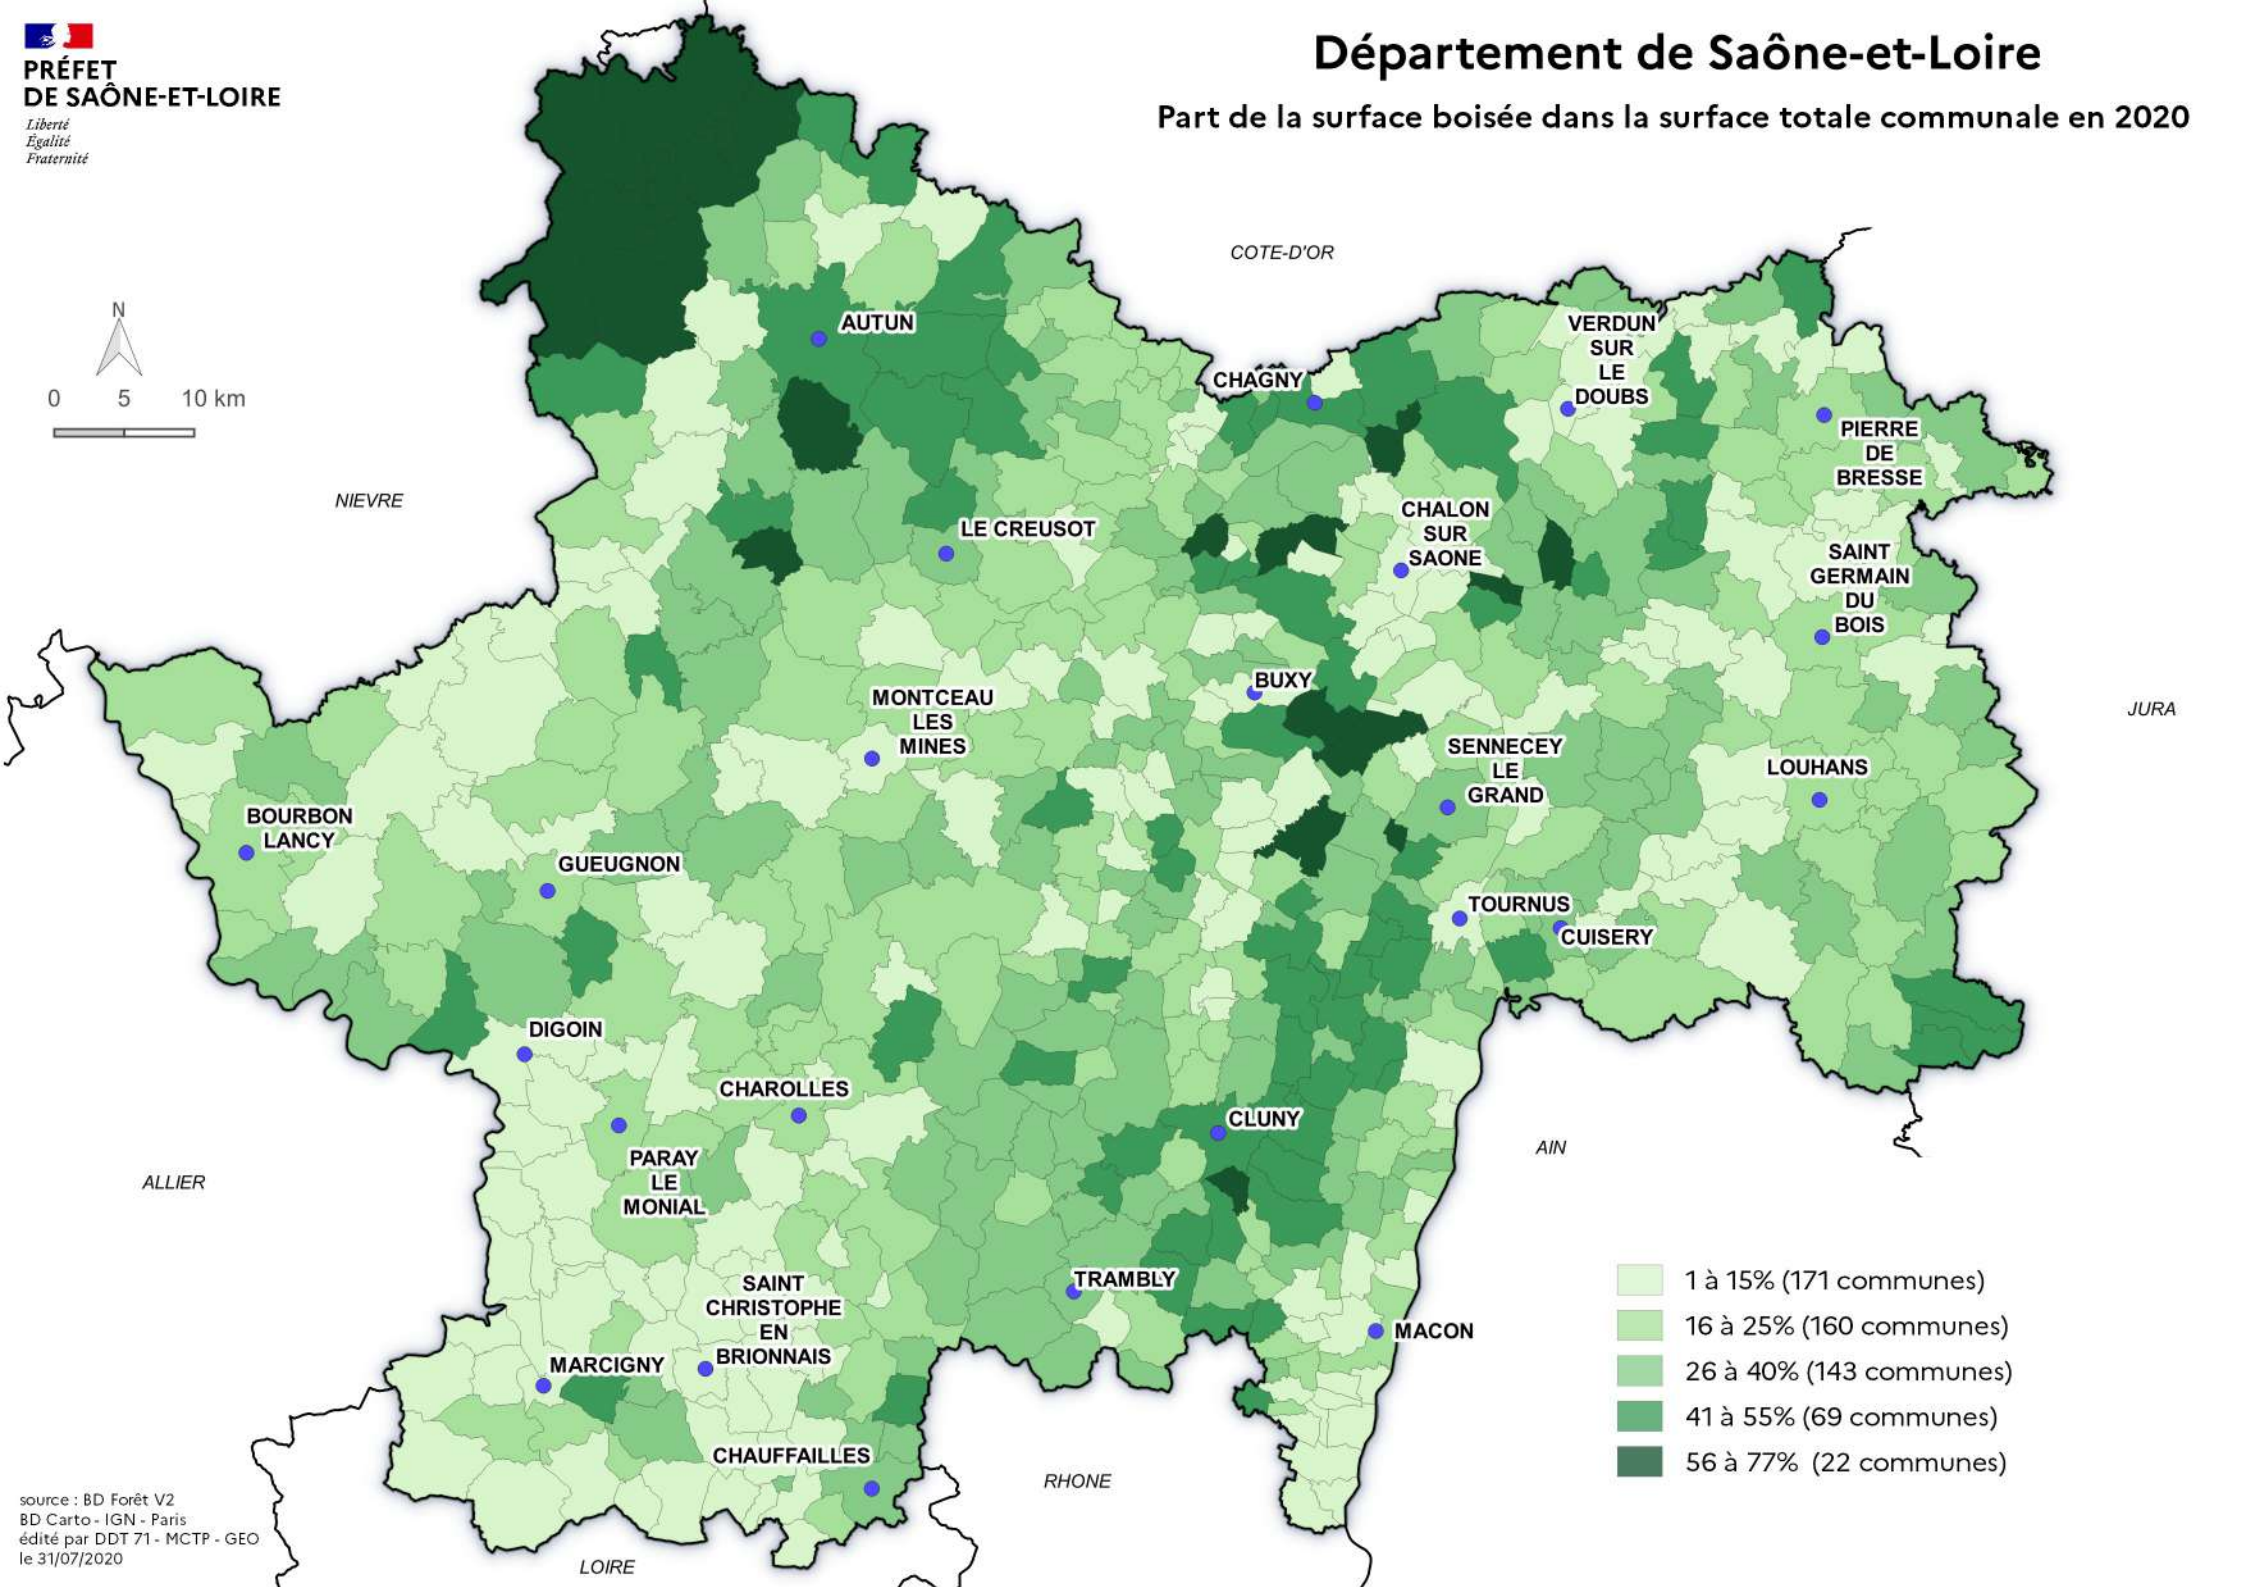 PRÉFET
DE SAÔNE-ET-LOIRE
Liberté
Égalité
Fraternité
Département de Saône-et-Loire
Part de la surface boisée dans la surface totale communale en 2020
N
0 5 10 km
COTE-D'OR
NIEVRE
JURA
ALLIER
AIN
RHONE
LOIRE
AUTUN
CHAGNY
VERDUN
SUR
LE
DOUBS
PIERRE
DE
BRESSE
LE CREUSOT
CHALON
SUR
SAONE
SAINT
GERMAIN
DU
BOIS
BUXY
MONTCEAU
LES
MINES
SENNECEY
LE
GRAND
LOUHANS
BOURBON
LANCY
GUEUGNON
TOURNUS
CUISERY
DIGOIN
CHAROLLES
CLUNY
PARAY
LE
MONIAL
TRAMBLY
SAINT
CHRISTOPHE
EN
BRIONNAIS
MACON
MARCIGNY
CHAUFFAILLES
1 à 15% (171 communes)
16 à 25% (160 communes)
26 à 40% (143 communes)
41 à 55% (69 communes)
56 à 77% (22 communes)
source : BD Forêt V2
BD Carto - IGN - Paris
édité par DDT 71 - MCTP - GEO
le 31/07/2020